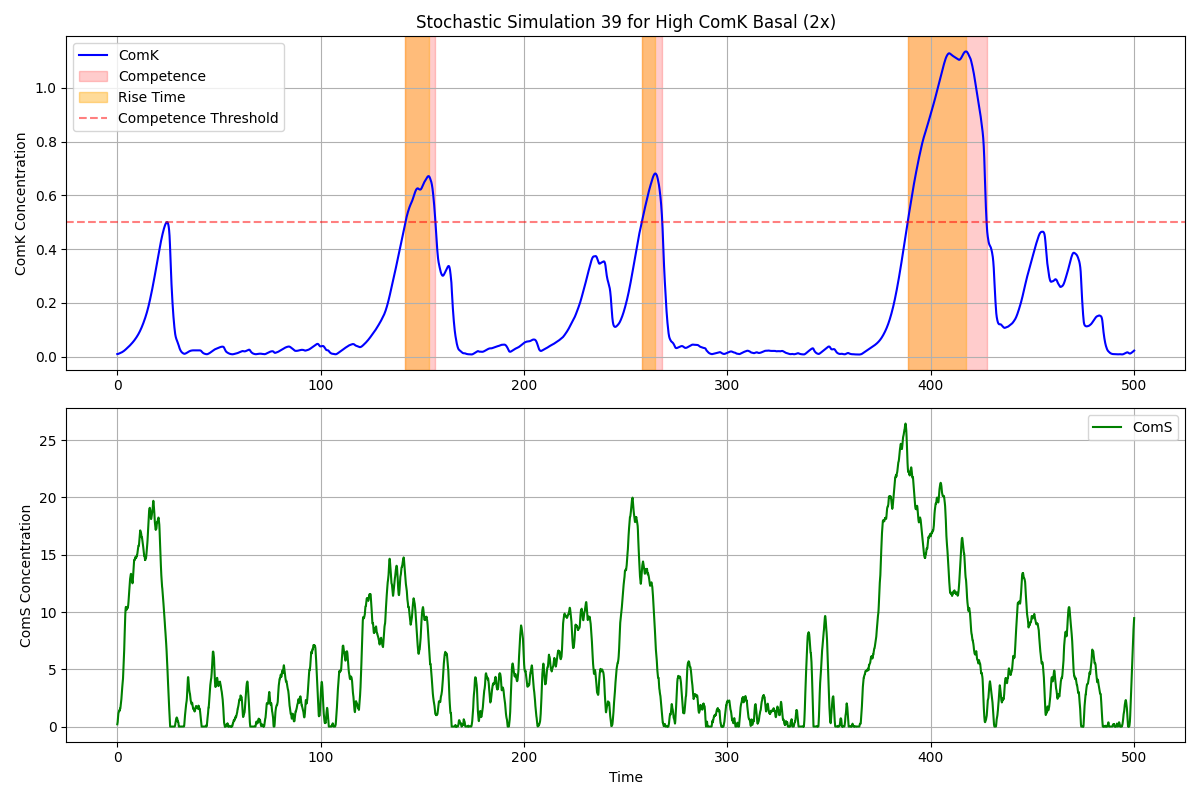 Stochastic Simulation 39 for High ComK Basal (2x)
ComK
Competence
Rise Time
Competence Threshold
ComK Concentration
1.0
0.8
0.6
0.4
0.2
0.0
0 100 200 300 400 500
ComS
ComS Concentration
25
20
15
10
5
0
0 100 200 300 400 500
Time